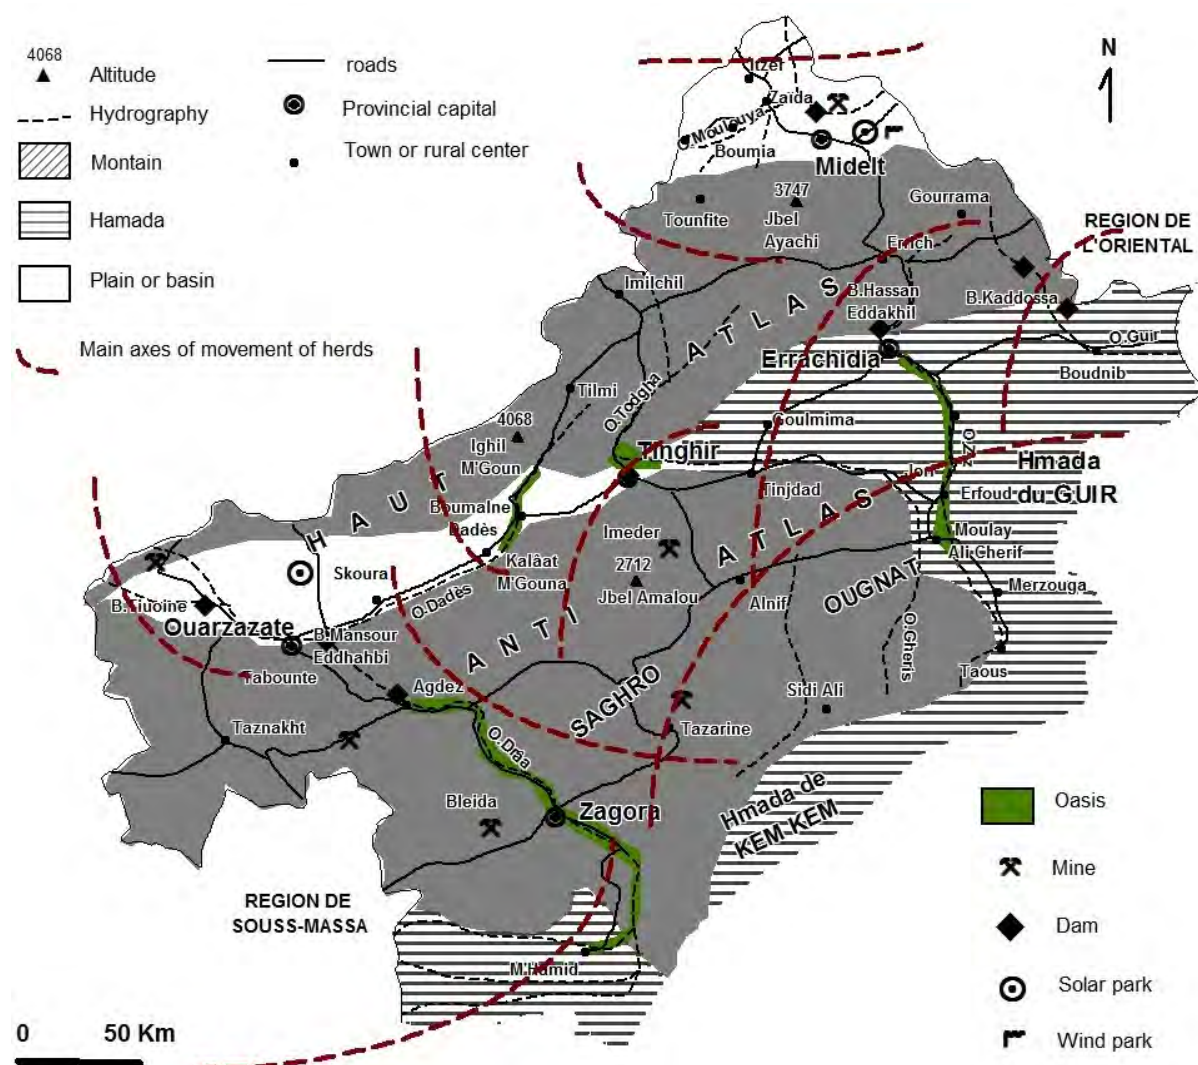 4068
Altitude
Hydrography
Montain
Hamada
Plain or basin
Main axes of movement of herds
roads
Provincial capital
Town or rural center
N
Itzer
Zaïda
O.Moulouya
Boumia
Midelt
3747
Tounfite
Jbel
Ayachi
Gourrama
REGION DE
L'ORIENTAL
Errich
Imilchil
B.Hassan
Eddakhil
B.Kaddossa
O.Guir
Errachidia
Boudnib
HAUT ATLAS
Tilmi
O.Todgha
4068
Ighil
M'Goun
Goulmima
Tinghir
O.Ziz
Hmada
du GUIR
Jorf
Tinjdad
Erfoud
Boumalne
Dadès
Imeder
Moulay
Ali Cherif
Kalâat
M'Gouna
2712
Jbel Amalou
ANTI ATLAS
Alnif
OUGNAT
Merzouga
Skoura
O.Dadès
B.Tiuoine
Ouarzazate
B.Mansour
Eddhahbi
O.Gheris
Tabounte
Agdez
SAGHRO
Sidi Ali
Taous
Taznakht
O.Drâa
Tazarine
Bleida
Zagora
Hmada de
KEM KEM
Oasis
Mine
Dam
Solar park
Wind park
REGION DE
SOUSS-MASSA
M'Hamid
0 50 Km